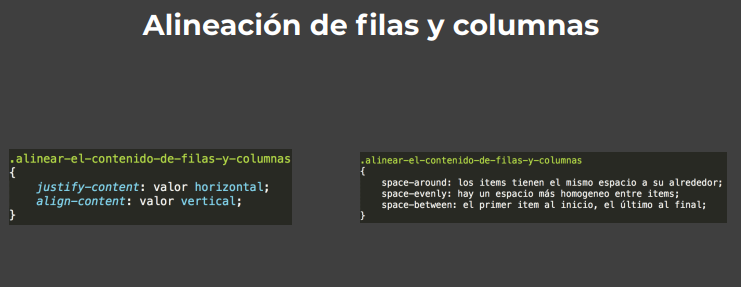 Alineación de filas y columnas
.alinear-el-contenido-de-filas-y-columnas
{
justify-content: valor horizontal;
align-content: valor vertical;
}
.alinear-el-contenido-de-filas-y-columnas
{
space-around: los items tienen el mismo espacio a su alrededor;
space-evenly: hay un espacio más homogeneo entre items;
space-between: el primer item al inicio, el último al final;
}